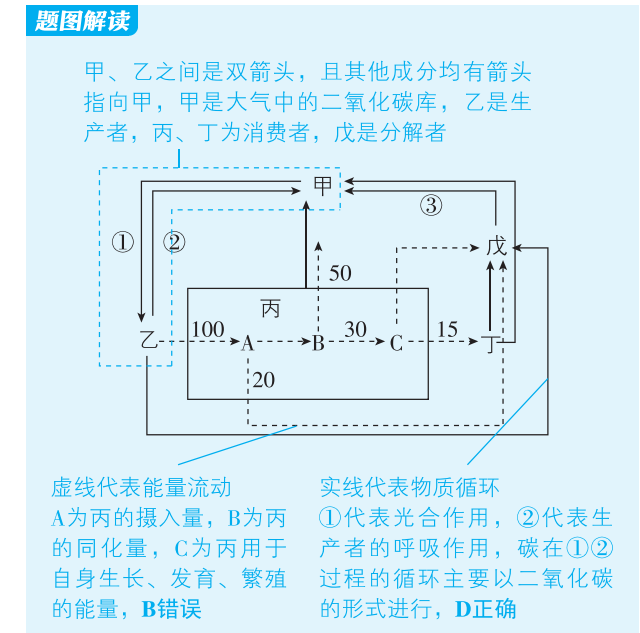 题图解读
甲、乙之间是双箭头，且其他成分均有箭头
指向甲，甲是大气中的二氧化碳库，乙是生
产者，丙、丁为消费者，戊是分解者
甲
③
① ②
戊
50
丙
乙 100 A B 30 C 15 丁
20
虚线代表能量流动
A为丙的摄入量，B为丙
的同化量，C为丙用于
自身生长、发育、繁殖
的能量，B错误
实线代表物质循环
①代表光合作用，②代表生
产者的呼吸作用，碳在①②
过程的循环主要以二氧化碳
的形式进行，D正确